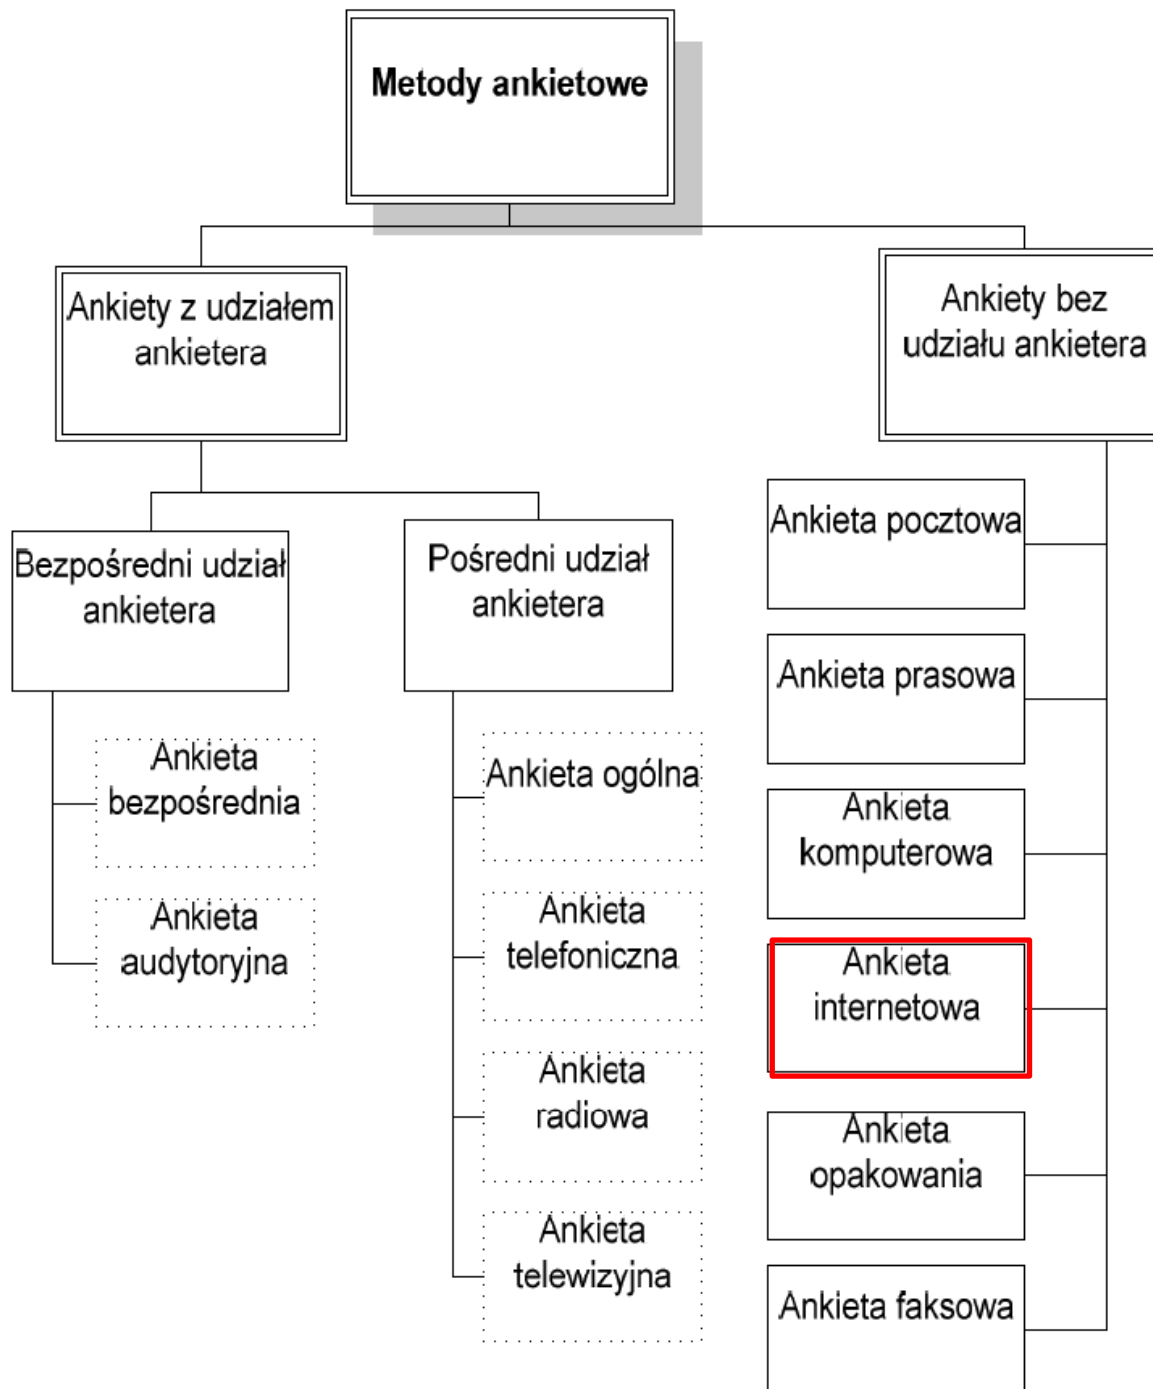 Metody ankietowe
Ankiety z udziałem
ankietera
Ankiety bez
udziału ankietera
Bezpośredni udział
ankietera
Ankieta
bezpośrednia
Ankieta
audytoryjna
Pośredni udział
ankietera
Ankieta ogólna
Ankieta
telefoniczna
Ankieta
radiowa
Ankieta
telewizyjna
Ankieta pocztowa
Ankieta prasowa
Ankieta
komputerowa
Ankieta
internetowa
Ankieta
opakowania
Ankieta faksowa